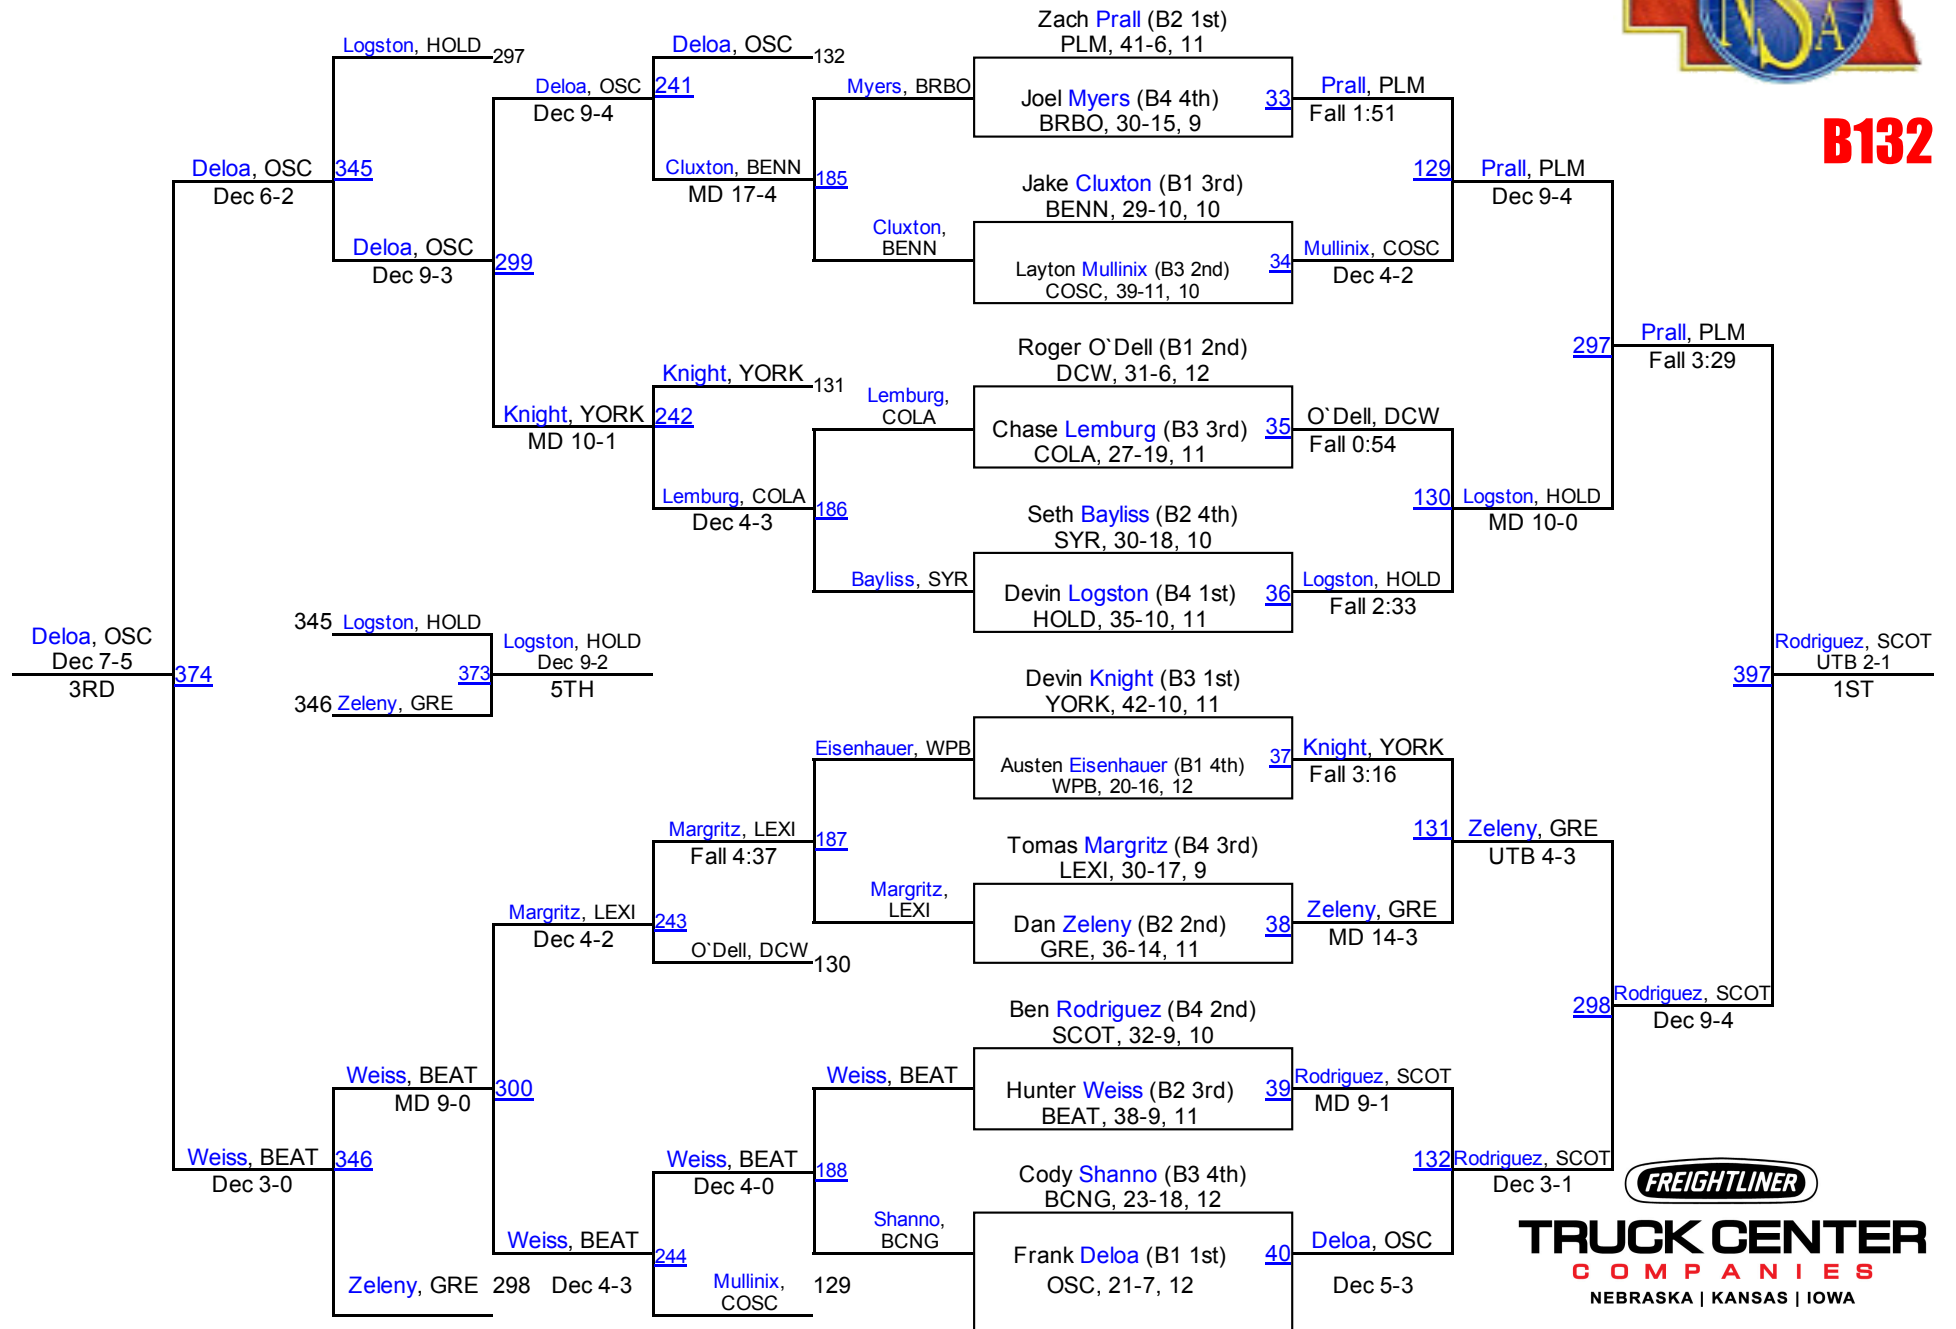 NSA
B132
Zach Prall (B2 1st)
PLM, 41-6, 11
Logston, HOLD 297
Deloa, OSC 132
Deloa, OSC 241
Dec 9-4
Myers, BRBO
Joel Myers (B4 4th) 33
BRBO, 30-15, 9
Prall, PLM
Fall 1:51
Deloa, OSC 345
Dec 6-2
Cluxton, BENN 185
MD 17-4
Jake Cluxton (B1 3rd)
BENN, 29-10, 10
129 Prall, PLM
Dec 9-4
Deloa, OSC 299
Dec 9-3
Cluxton,
BENN
Layton Mullinix (B3 2nd) 34
COSC, 39-11, 10
Mullinix, COSC
Dec 4-2
Roger O`Dell (B1 2nd)
DCW, 31-6, 12
297 Prall, PLM
Fall 3:29
Knight, YORK 131
Knight, YORK 242
MD 10-1
Lemburg,
COLA
Chase Lemburg (B3 3rd) 35
COLA, 27-19, 11
O`Dell, DCW
Fall 0:54
Lemburg, COLA 186
Dec 4-3
Seth Bayliss (B2 4th)
SYR, 30-18, 10
130 Logston, HOLD
MD 10-0
Bayliss, SYR
Devin Logston (B4 1st) 36
HOLD, 35-10, 11
Logston, HOLD
Fall 2:33
Deloa, OSC
Dec 7-5
3RD
374
345 Logston, HOLD
373
346 Zeleny, GRE
Logston, HOLD
Dec 9-2
5TH
397
Rodriguez, SCOT
UTB 2-1
1ST
Devin Knight (B3 1st)
YORK, 42-10, 11
Eisenhauer, WPB
Austen Eisenhauer (B1 4th) 37
WPB, 20-16, 12
Knight, YORK
Fall 3:16
Margritz, LEXI 187
Fall 4:37
Tomas Margritz (B4 3rd)
LEXI, 30-17, 9
131 Zeleny, GRE
UTB 4-3
Margritz,
LEXI
Margritz, LEXI 243
Dec 4-2
O`Dell, DCW 130
Dan Zeleny (B2 2nd) 38
GRE, 36-14, 11
Zeleny, GRE
MD 14-3
Ben Rodriguez (B4 2nd)
SCOT, 32-9, 10
298 Rodriguez, SCOT
Dec 9-4
Weiss, BEAT 300
MD 9-0
Weiss, BEAT
Hunter Weiss (B2 3rd) 39
BEAT, 38-9, 11
Rodriguez, SCOT
MD 9-1
Weiss, BEAT 346
Dec 3-0
Weiss, BEAT 188
Dec 4-0
Cody Shanno (B3 4th)
BCNG, 23-18, 12
132 Rodriguez, SCOT
Dec 3-1
Shanno,
BCNG
Weiss, BEAT 244
Dec 4-3
Frank Deloa (B1 1st) 40
OSC, 21-7, 12
Deloa, OSC
Dec 5-3
Zeleny, GRE 298
Mullinix,
COSC
129
FREIGHTLINER
TRUCK CENTER
COMPANIES
NEBRASKA | KANSAS | IOWA